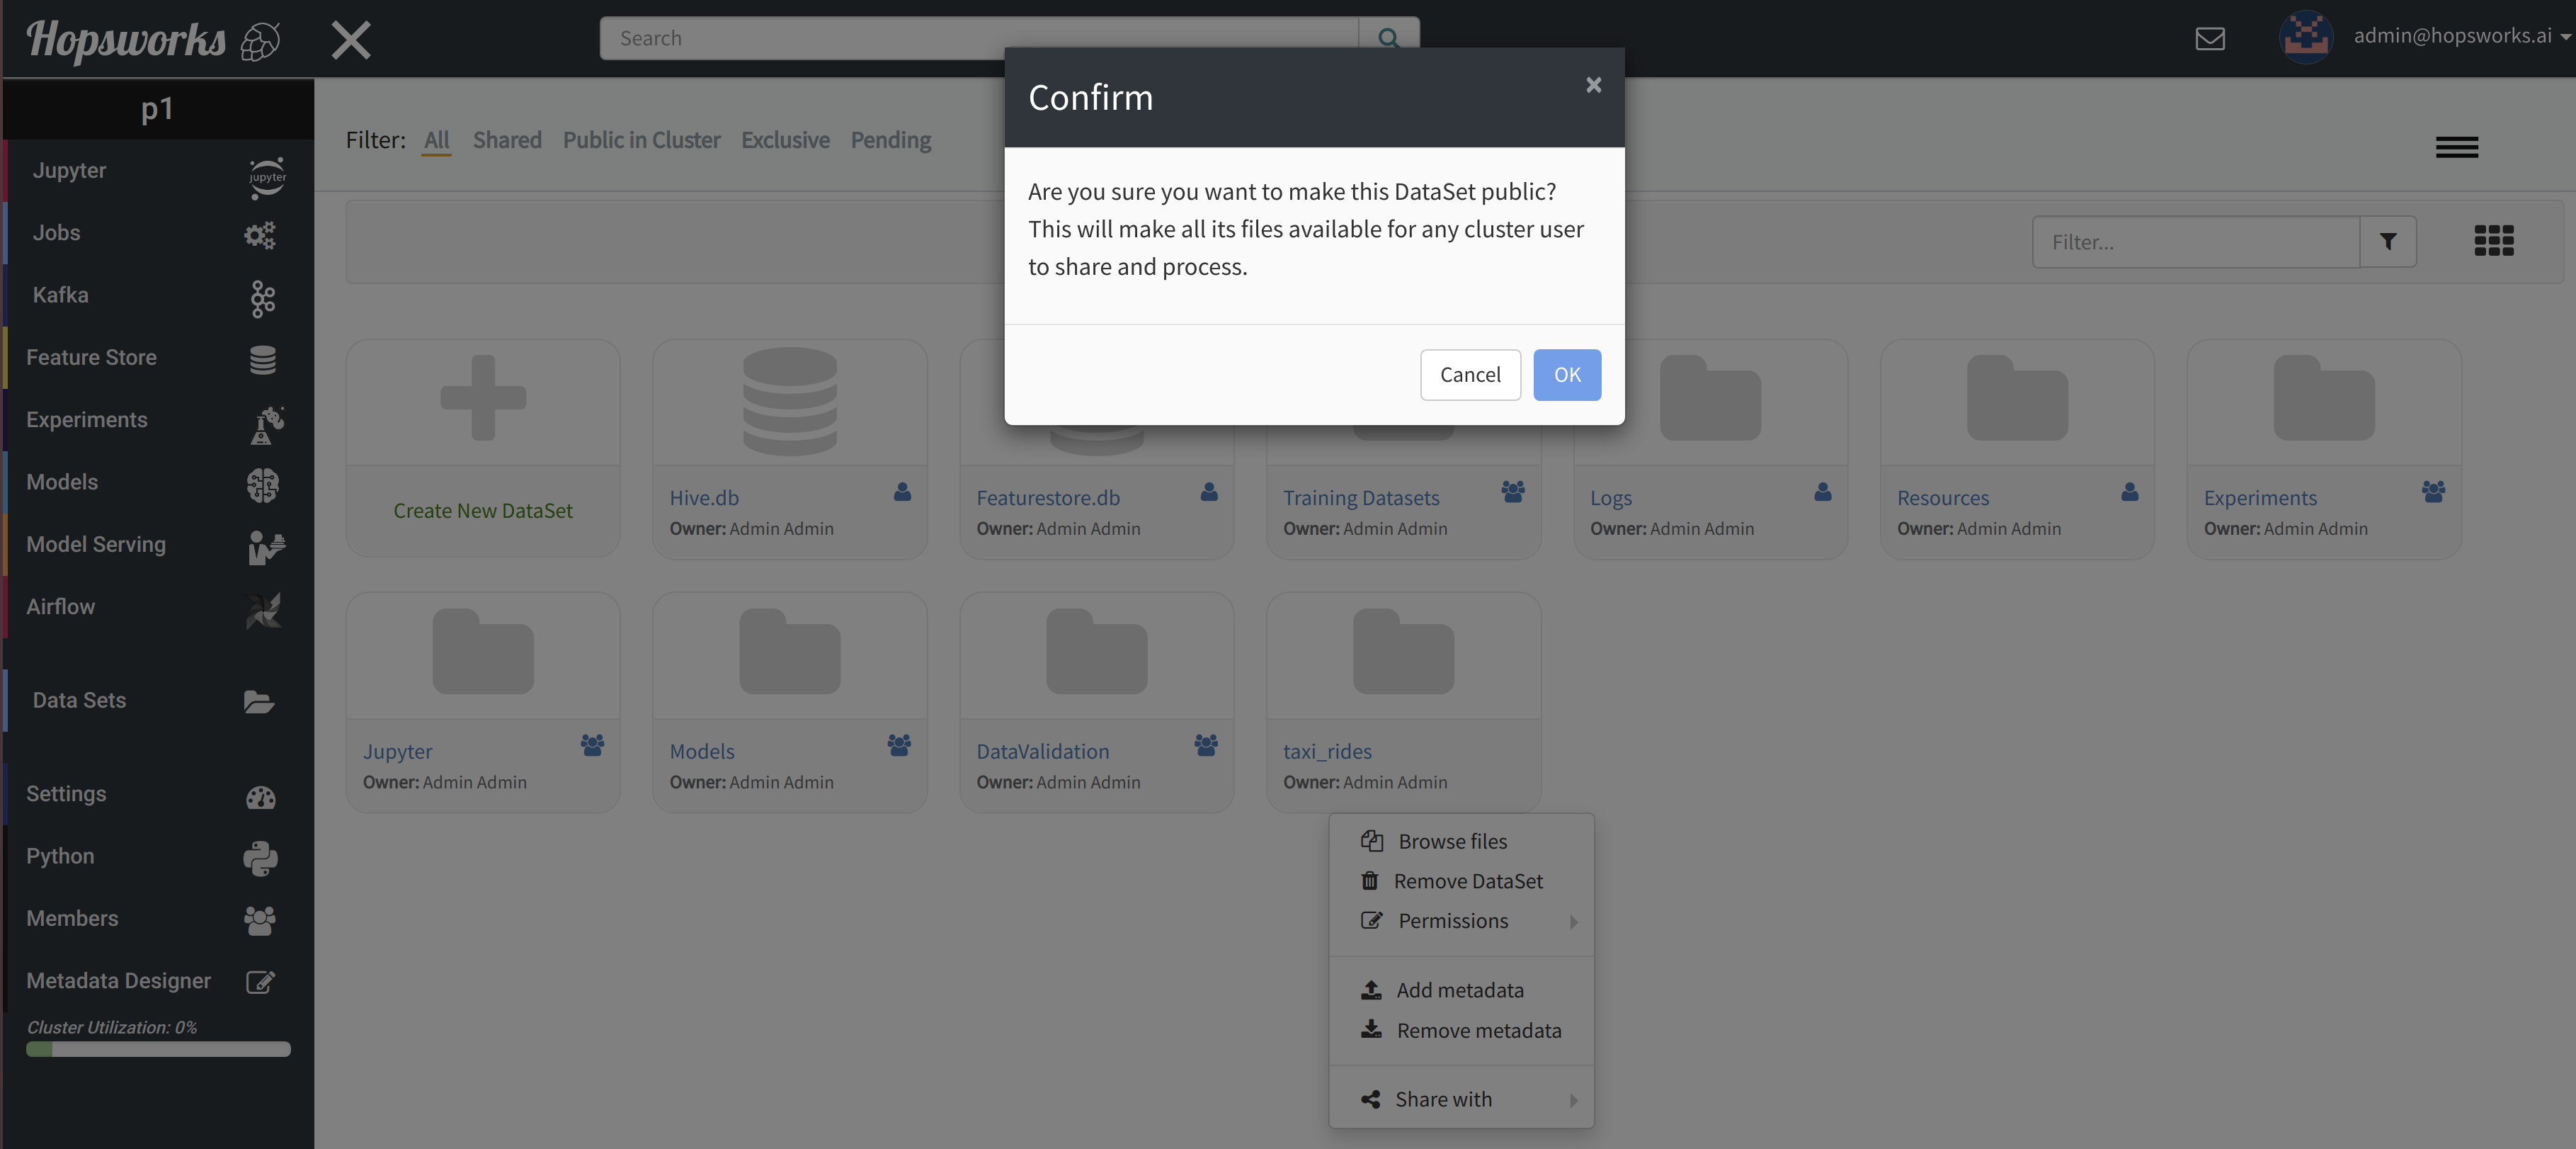 Hopsworks
Search
admin@hopsworks.ai
p1
Jupyter
jupyter
Jobs
Kafka
Feature Store
Experiments
Models
Model Serving
Airflow
Data Sets
Settings
Python
Members
Metadata Designer
Cluster Utilization: 0%
Filter: All Shared Public in Cluster Exclusive Pending
Confirm
×
Are you sure you want to make this DataSet public?
This will make all its files available for any cluster user
to share and process.
Cancel OK
Filter...
Create New DataSet
Hive.db
Owner: Admin Admin
Featurestore.db
Owner: Admin Admin
Training Datasets
Owner: Admin Admin
Logs
Owner: Admin Admin
Resources
Owner: Admin Admin
Experiments
Owner: Admin Admin
Jupyter
Owner: Admin Admin
Models
Owner: Admin Admin
DataValidation
Owner: Admin Admin
taxi_rides
Owner: Admin Admin
Browse files
Remove DataSet
Permissions
Add metadata
Remove metadata
Share with